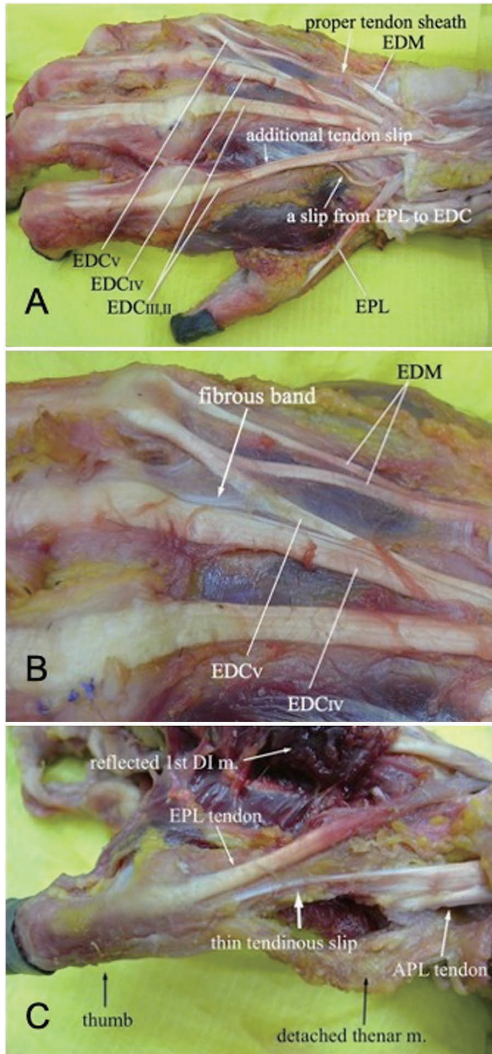 proper tendon sheath
EDM
additional tendon slip
a slip from EPL to EDC
EDCV
EDCIV
EDCIII,II
EPL
A
EDM
fibrous band
EDCV
EDCIV
B
reflected 1st DI m.
EPL tendon
thin tendinous slip
APL tendon
thumb
detached thenar m.
C